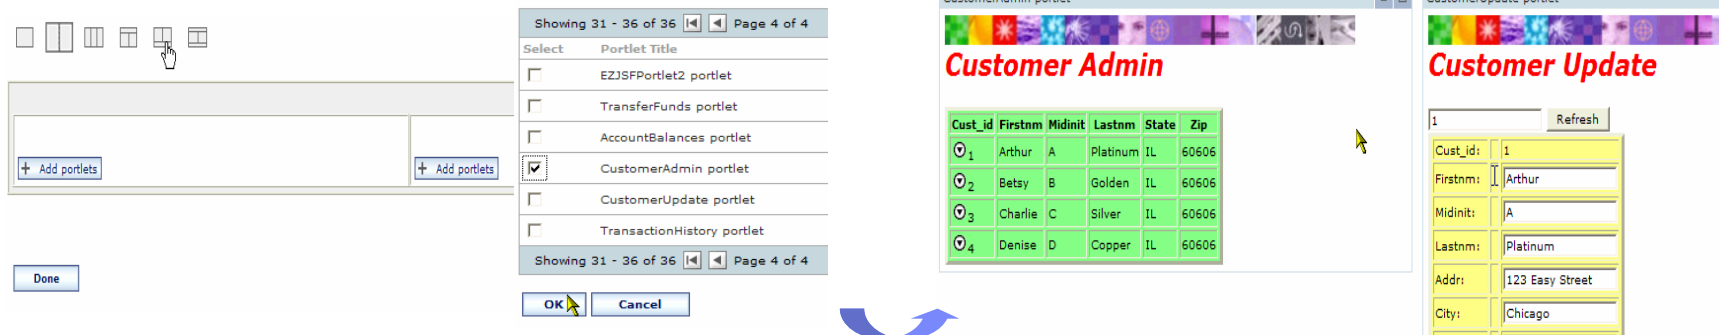 Add portlets
Add portlets
Done
Showing 31 - 36 of 36 Page 4 of 4
Select Portlet Title
EZJSFPortlet2 portlet
TransferFunds portlet
AccountBalances portlet
CustomerAdmin portlet
CustomerUpdate portlet
TransactionHistory portlet
Showing 31 - 36 of 36 Page 4 of 4
OK Cancel
CustomerAdmin portlet
Customer Admin
Cust_id Firstnm Midinit Lastnm State Zip
1 Arthur A Platinum IL 60606
2 Betsy B Golden IL 60606
3 Charlie C Silver IL 60606
4 Denise D Copper IL 60606
CustomerUpdate portlet
Customer Update
1 Refresh
Cust_id: 1
Firstnm: Arthur
Midinit: A
Lastnm: Platinum
Addr: 123 Easy Street
City: Chicago